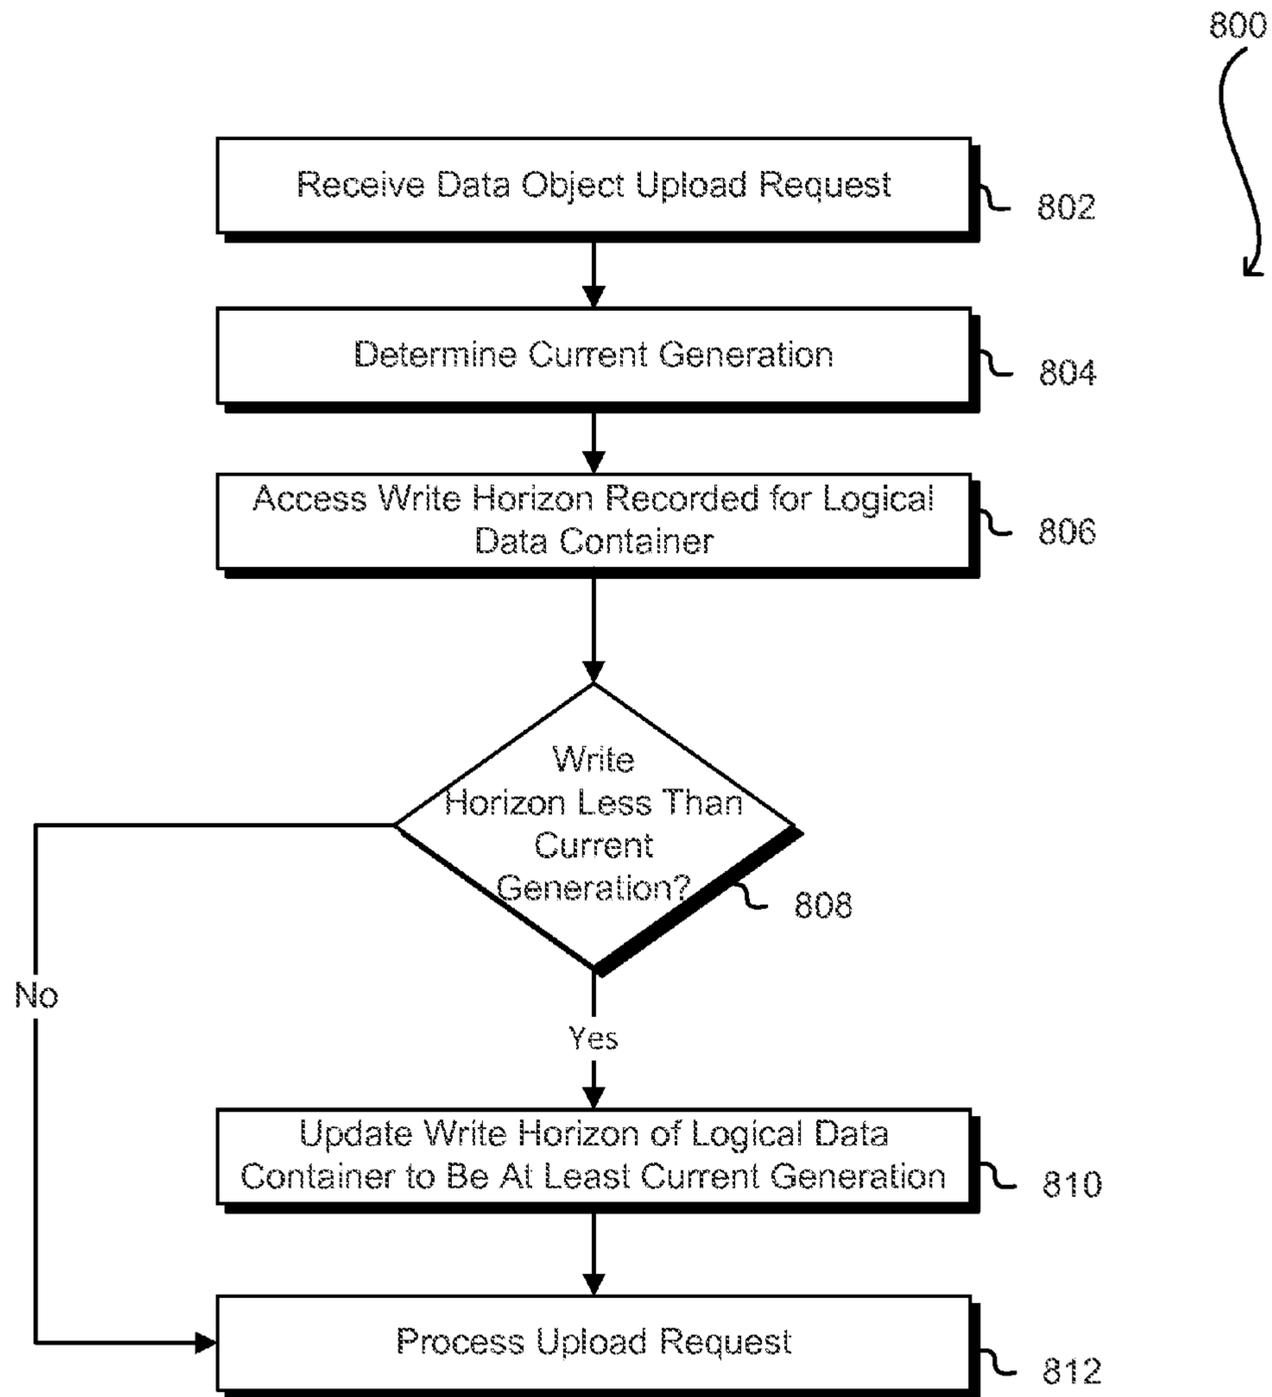 800
Receive Data Object Upload Request
802
Determine Current Generation
804
Access Write Horizon Recorded for Logical
Data Container
806
Write
Horizon Less Than
Current
Generation?
808
No
Yes
Update Write Horizon of Logical Data
Container to Be At Least Current Generation
810
Process Upload Request
812